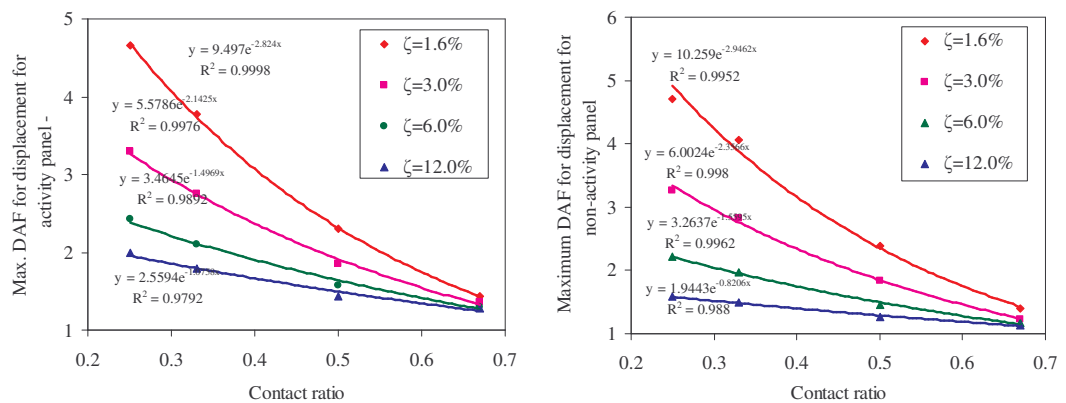 Max. DAF for displacement for
activity panel -
5
4
3
2
1
y = 9.497e^-2.824x
R² = 0.9998
y = 5.5786e^-2.1425x
R² = 0.9976
y = 3.4645e^-1.4969x
R² = 0.9892
y = 2.5594e
R² = 0.9792
ζ=1.6%
ζ=3.0%
ζ=6.0%
ζ=12.0%
0.2 0.3 0.4 0.5 0.6 0.7
Contact ratio
Maximum DAF for displacement for
non-activity panel
6
5
4
3
2
1
y = 10.259e^-2.9462x
R² = 0.9952
y = 6.0024e
R² = 0.998
y = 3.2637e
R² = 0.9962
y = 1.9443e^-0.8206x
R² = 0.988
ζ=1.6%
ζ=3.0%
ζ=6.0%
ζ=12.0%
0.2 0.3 0.4 0.5 0.6 0.7
Contact ratio